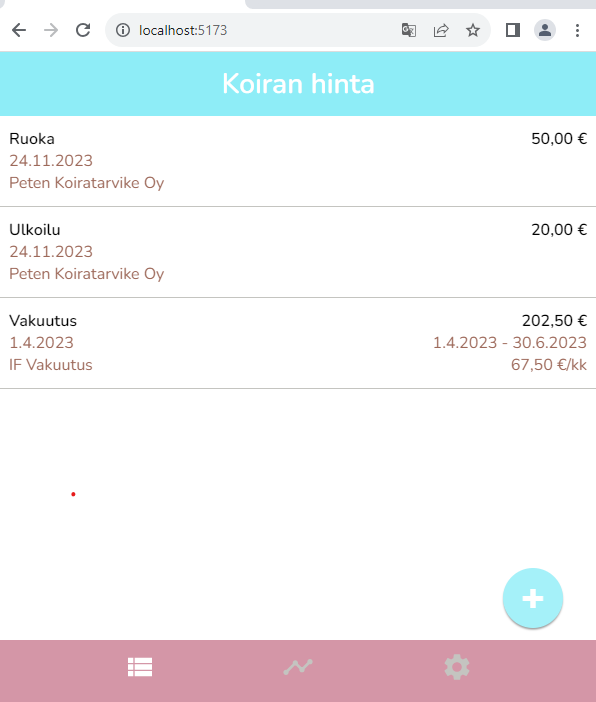 localhost:5173
Koiran hinta
Ruoka 50,00 €
24.11.2023
Peten Koiratarvike Oy
Ulkoilu 20,00 €
24.11.2023
Peten Koiratarvike Oy
Vakuutus 202,50 €
1.4.2023 1.4.2023 - 30.6.2023
IF Vakuutus 67,50 €/kk